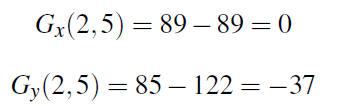 Gx(2,5) = 89 – 89 = 0
Gy(2,5) = 85 – 122 = −37